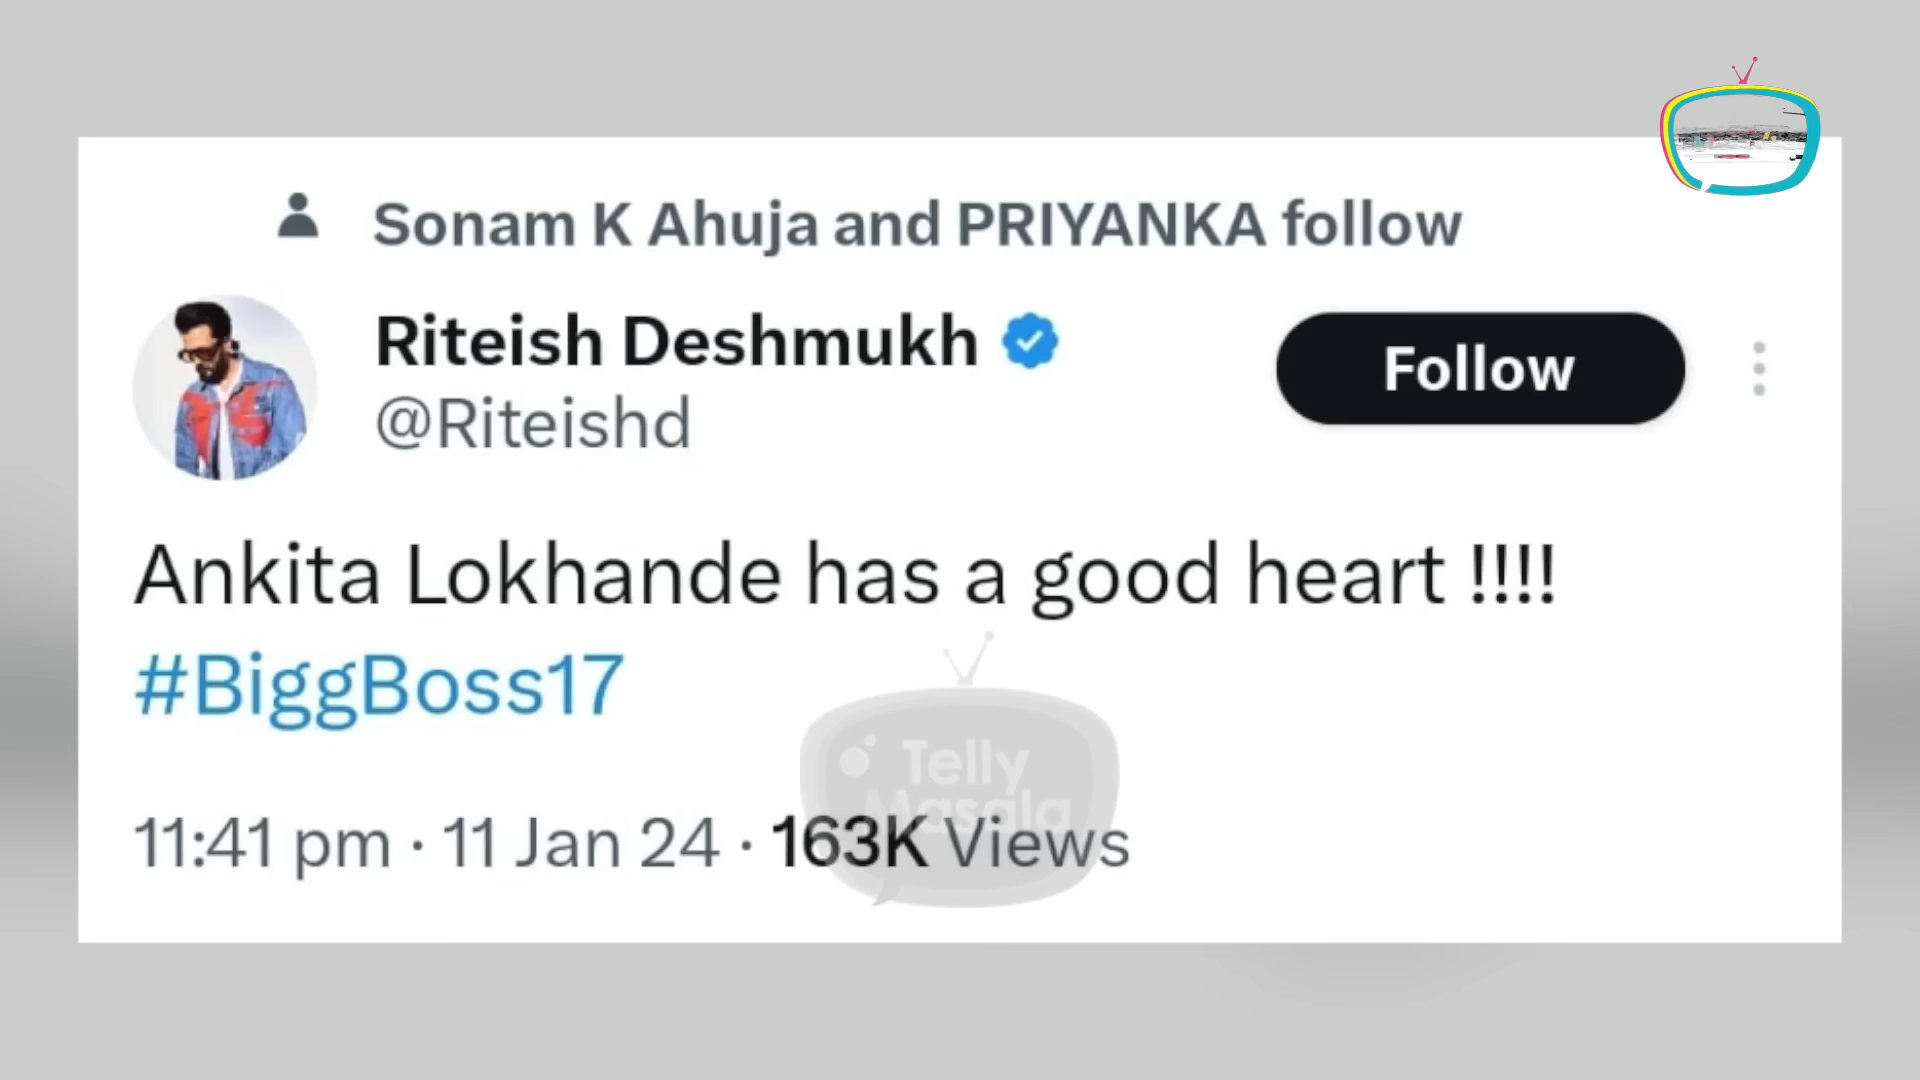 Sonam K Ahuja and PRIYANKA follow
Riteish Deshmukh
@Riteishd
Follow
Ankita Lokhande has a good heart !!!!
#BiggBoss17
Telly
Masala
11:41 pm · 11 Jan 24 · 163K Views